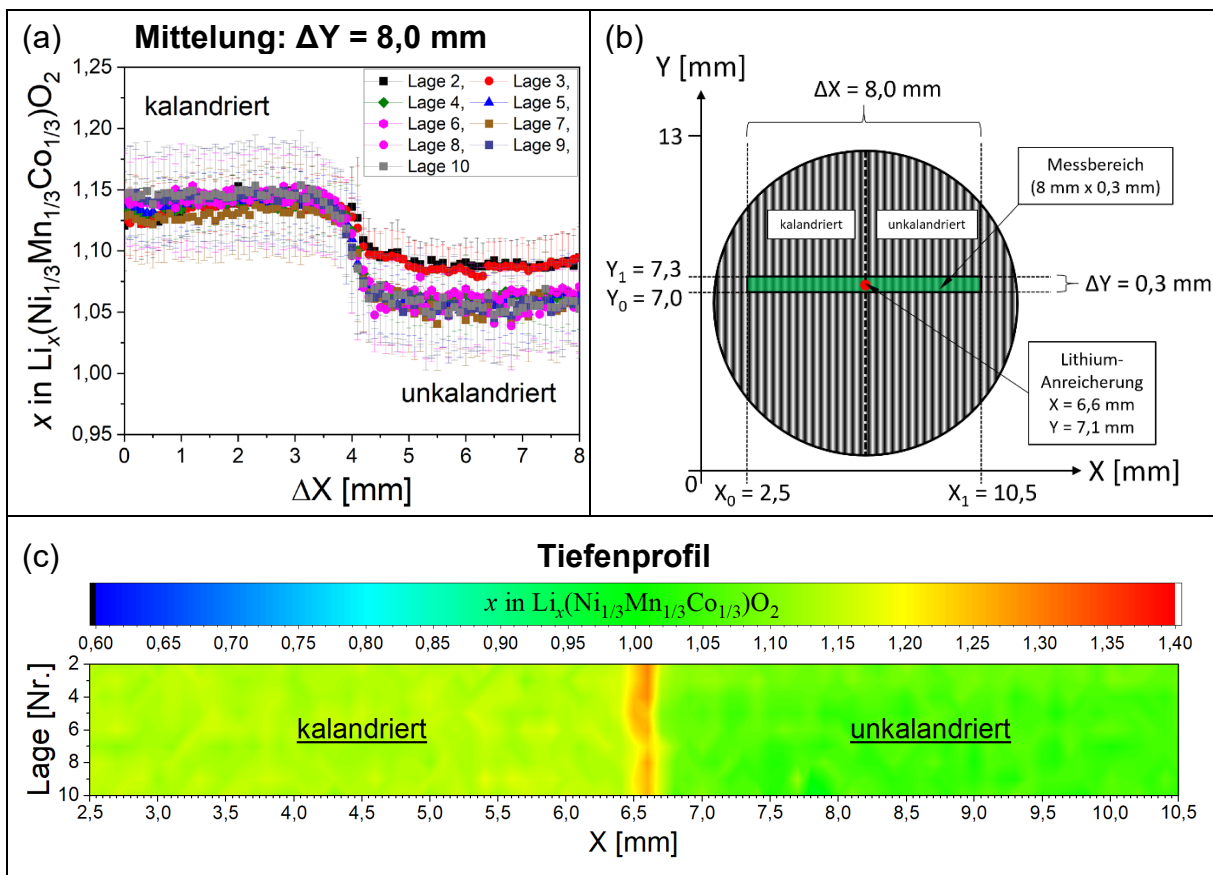 (a)
Mittelung: ΔY = 8,0 mm
1,25
1,20
1,15
1,10
1,05
1,00
0,95
x in Liₓ(Ni₁/₃Mn₁/₃Co₁/₃)O₂
kalandriert
Lage 2, Lage 3,
Lage 4, Lage 5,
Lage 6, Lage 7,
Lage 8, Lage 9,
Lage 10
unkalandriert
0 1 2 3 4 5 6 7 8
ΔX [mm]
(b)
Y [mm]
ΔX = 8,0 mm
13
Messbereich
(8 mm x 0,3 mm)
kalandriert
unkalandriert
Y₁ = 7,3
Y₀ = 7,0
ΔY = 0,3 mm
Lithium-
Anreicherung
X = 6,6 mm
Y = 7,1 mm
0
X₀ = 2,5
X₁ = 10,5
X [mm]
(c)
Tiefenprofil
x in Liₓ(Ni₁/₃Mn₁/₃Co₁/₃)O₂
0,60 0,65 0,70 0,75 0,80 0,85 0,90 0,95 1,00 1,05 1,10 1,15 1,20 1,25 1,30 1,35 1,40
Lage [Nr.]
2
4
6
8
10
kalandriert
unkalandriert
2,5 3,0 3,5 4,0 4,5 5,0 5,5 6,0 6,5 7,0 7,5 8,0 8,5 9,0 9,5 10,0 10,5
X [mm]